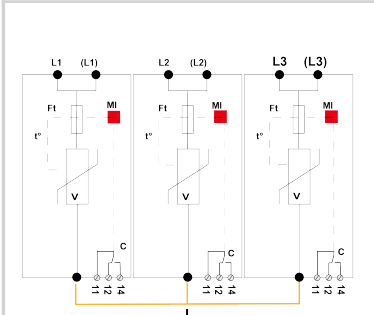 L1 (L1) L2 (L2) L3 (L3)
Ft MI Ft MI Ft MI
t° t° t°
V V V
C C C
11 12 14 11 12 14 11 12 14